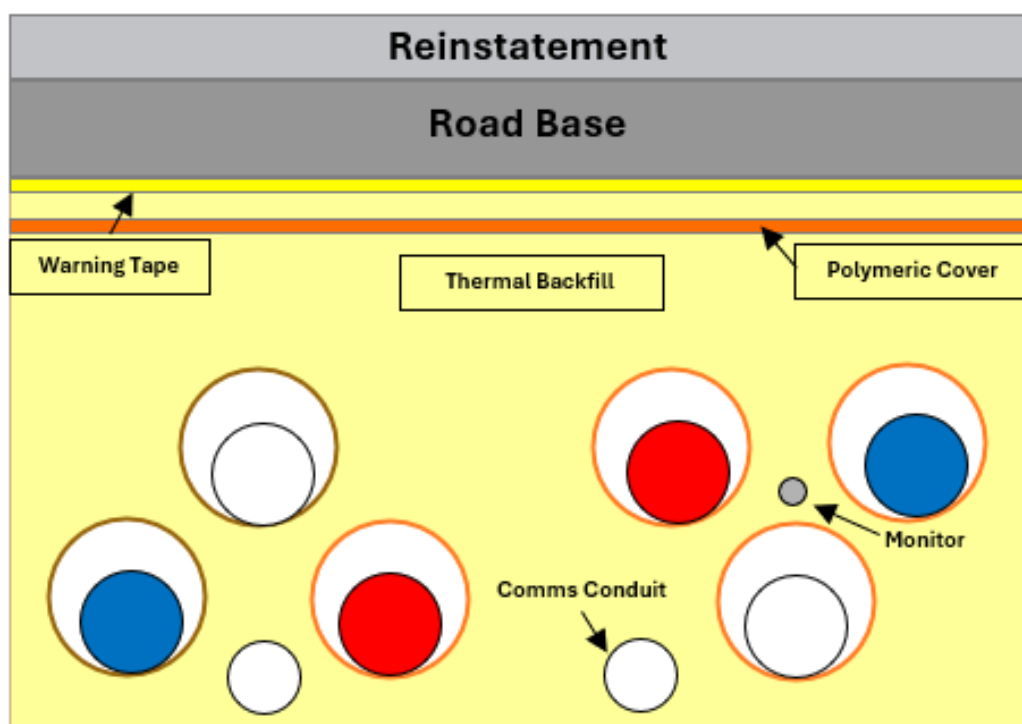 Reinstatement
Road Base
Warning Tape
Thermal Backfill
Polymeric Cover
Monitor
Comms Conduit